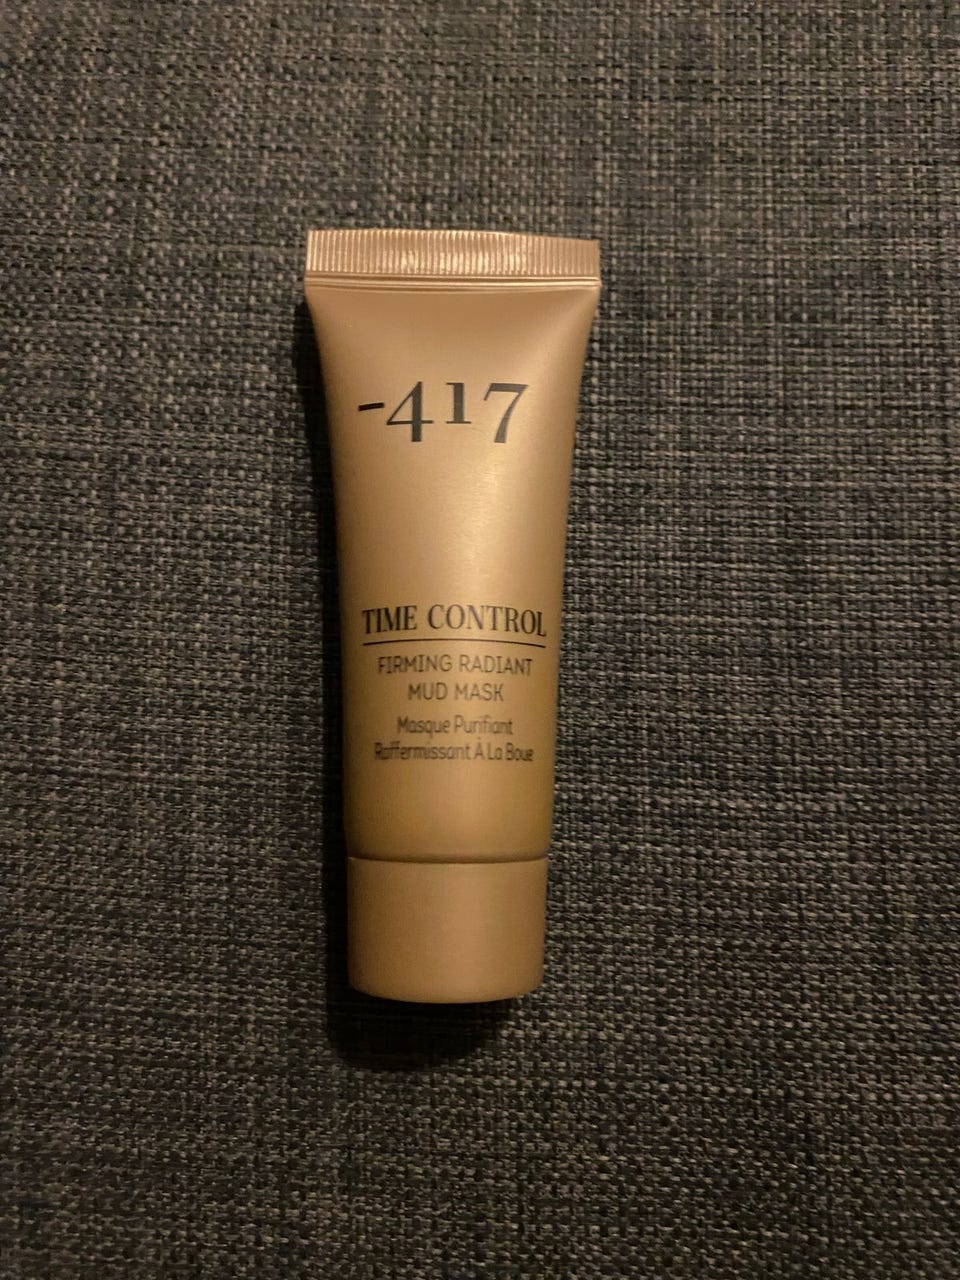 -417
TIME CONTROL
FIRMING RADIANT
MUD MASK
Masque Purifiant
Raffermissant À La Boue